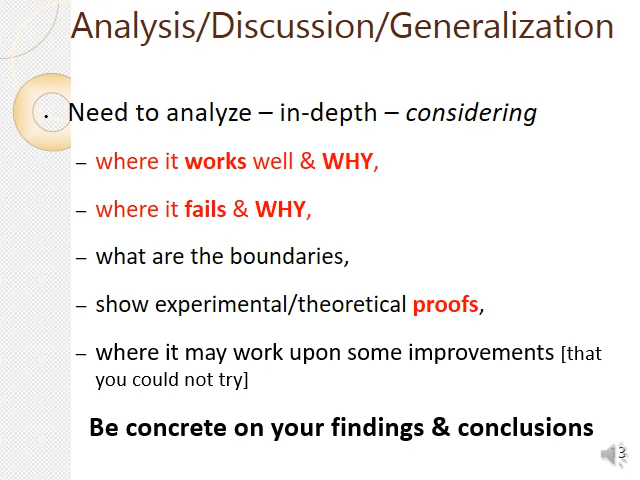 Analysis/Discussion/Generalization
• Need to analyze – in-depth – considering
– where it works well & WHY,
– where it fails & WHY,
– what are the boundaries,
– show experimental/theoretical proofs,
– where it may work upon some improvements [that
you could not try]
Be concrete on your findings & conclusions
3